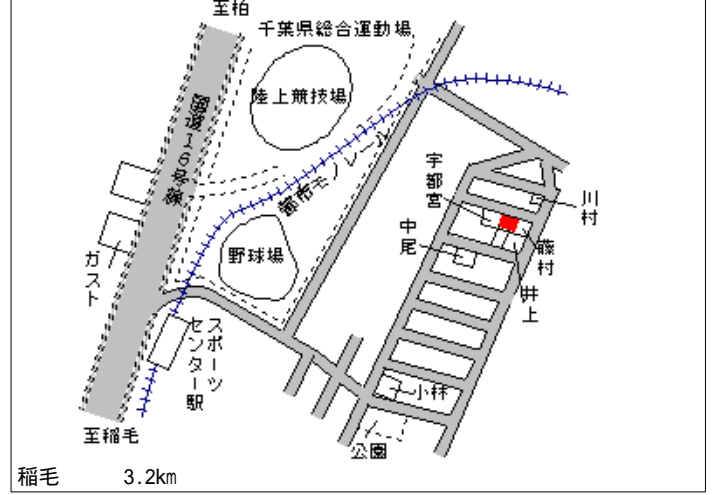 至柏
千葉県総合運動場
陸上競技場
国道16号線
都市モノレール
宇都宮
川村
中尾
篠村
野球場
井上
ガスト
スポーツ
センター駅
小林
至稲毛
公園
稲毛 3.2km